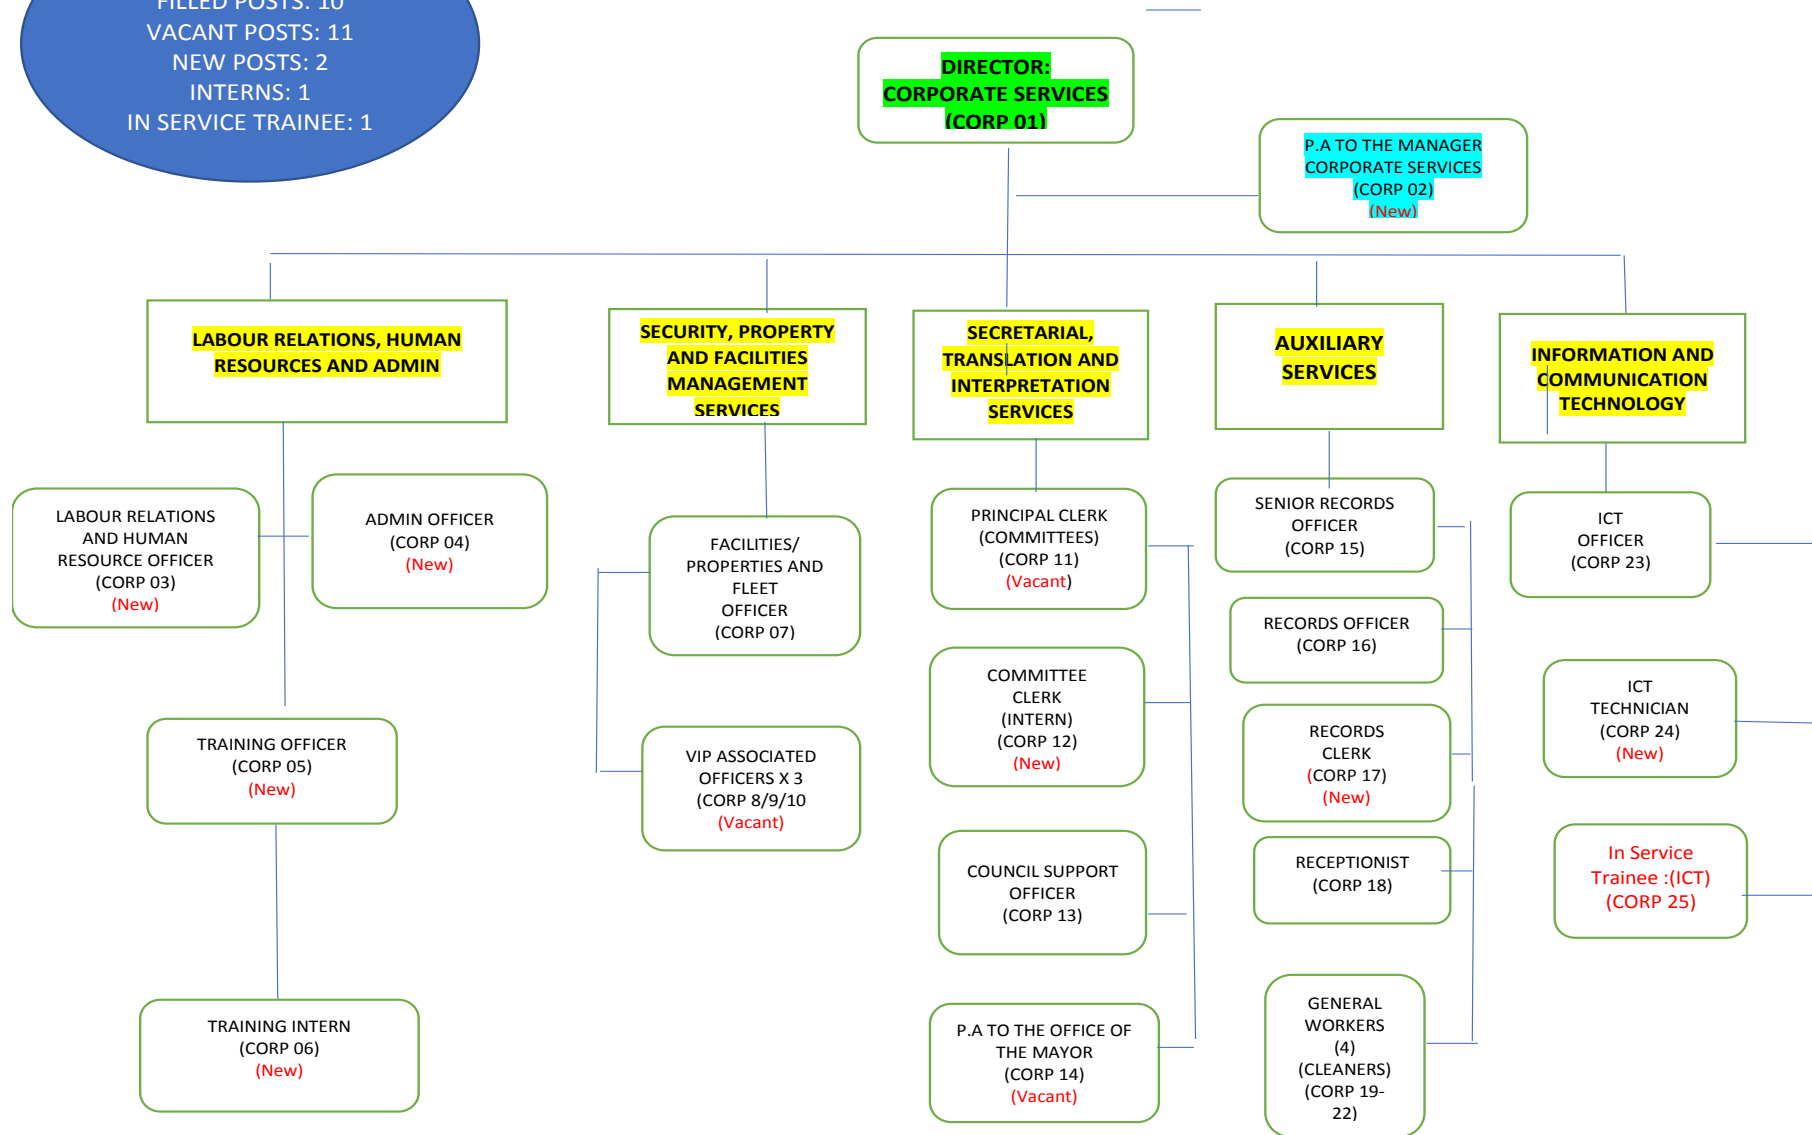 FILLED POSTS: 10
VACANT POSTS: 11
NEW POSTS: 2
INTERNS: 1
IN SERVICE TRAINEE: 1
DIRECTOR:
CORPORATE SERVICES
(CORP 01)
P.A TO THE MANAGER
CORPORATE SERVICES
(CORP 02)
(New)
LABOUR RELATIONS, HUMAN
RESOURCES AND ADMIN
SECURITY, PROPERTY
AND FACILITIES
MANAGEMENT
SERVICES
SECRETARIAL,
TRANSLATION AND
INTERPRETATION
SERVICES
AUXILIARY
SERVICES
INFORMATION AND
COMMUNICATION
TECHNOLOGY
LABOUR RELATIONS
AND HUMAN
RESOURCE OFFICER
(CORP 03)
(New)
ADMIN OFFICER
(CORP 04)
(New)
TRAINING OFFICER
(CORP 05)
(New)
TRAINING INTERN
(CORP 06)
(New)
FACILITIES/
PROPERTIES AND
FLEET
OFFICER
(CORP 07)
VIP ASSOCIATED
OFFICERS X 3
(CORP 8/9/10
(Vacant)
PRINCIPAL CLERK
(COMMITTEES)
(CORP 11)
(Vacant)
COMMITTEE
CLERK
(INTERN)
(CORP 12)
(New)
COUNCIL SUPPORT
OFFICER
(CORP 13)
P.A TO THE OFFICE OF
THE MAYOR
(CORP 14)
(Vacant)
SENIOR RECORDS
OFFICER
(CORP 15)
RECORDS OFFICER
(CORP 16)
RECORDS
CLERK
(CORP 17)
(New)
RECEPTIONIST
(CORP 18)
GENERAL
WORKERS
(4)
(CLEANERS)
(CORP 19-
22)
ICT
OFFICER
(CORP 23)
ICT
TECHNICIAN
(CORP 24)
(New)
In Service
Trainee :(ICT)
(CORP 25)